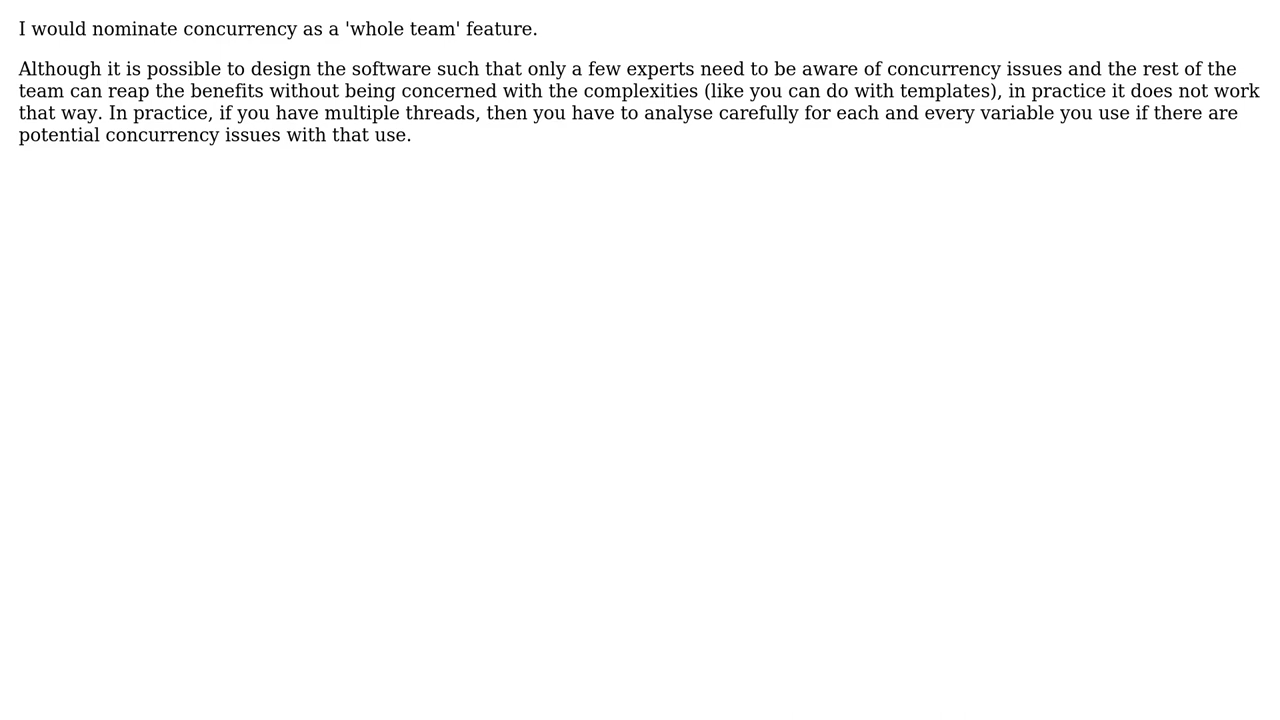 I would nominate concurrency as a 'whole team' feature.
Although it is possible to design the software such that only a few experts need to be aware of concurrency issues and the rest of the
team can reap the benefits without being concerned with the complexities (like you can do with templates), in practice it does not work
that way. In practice, if you have multiple threads, then you have to analyse carefully for each and every variable you use if there are
potential concurrency issues with that use.